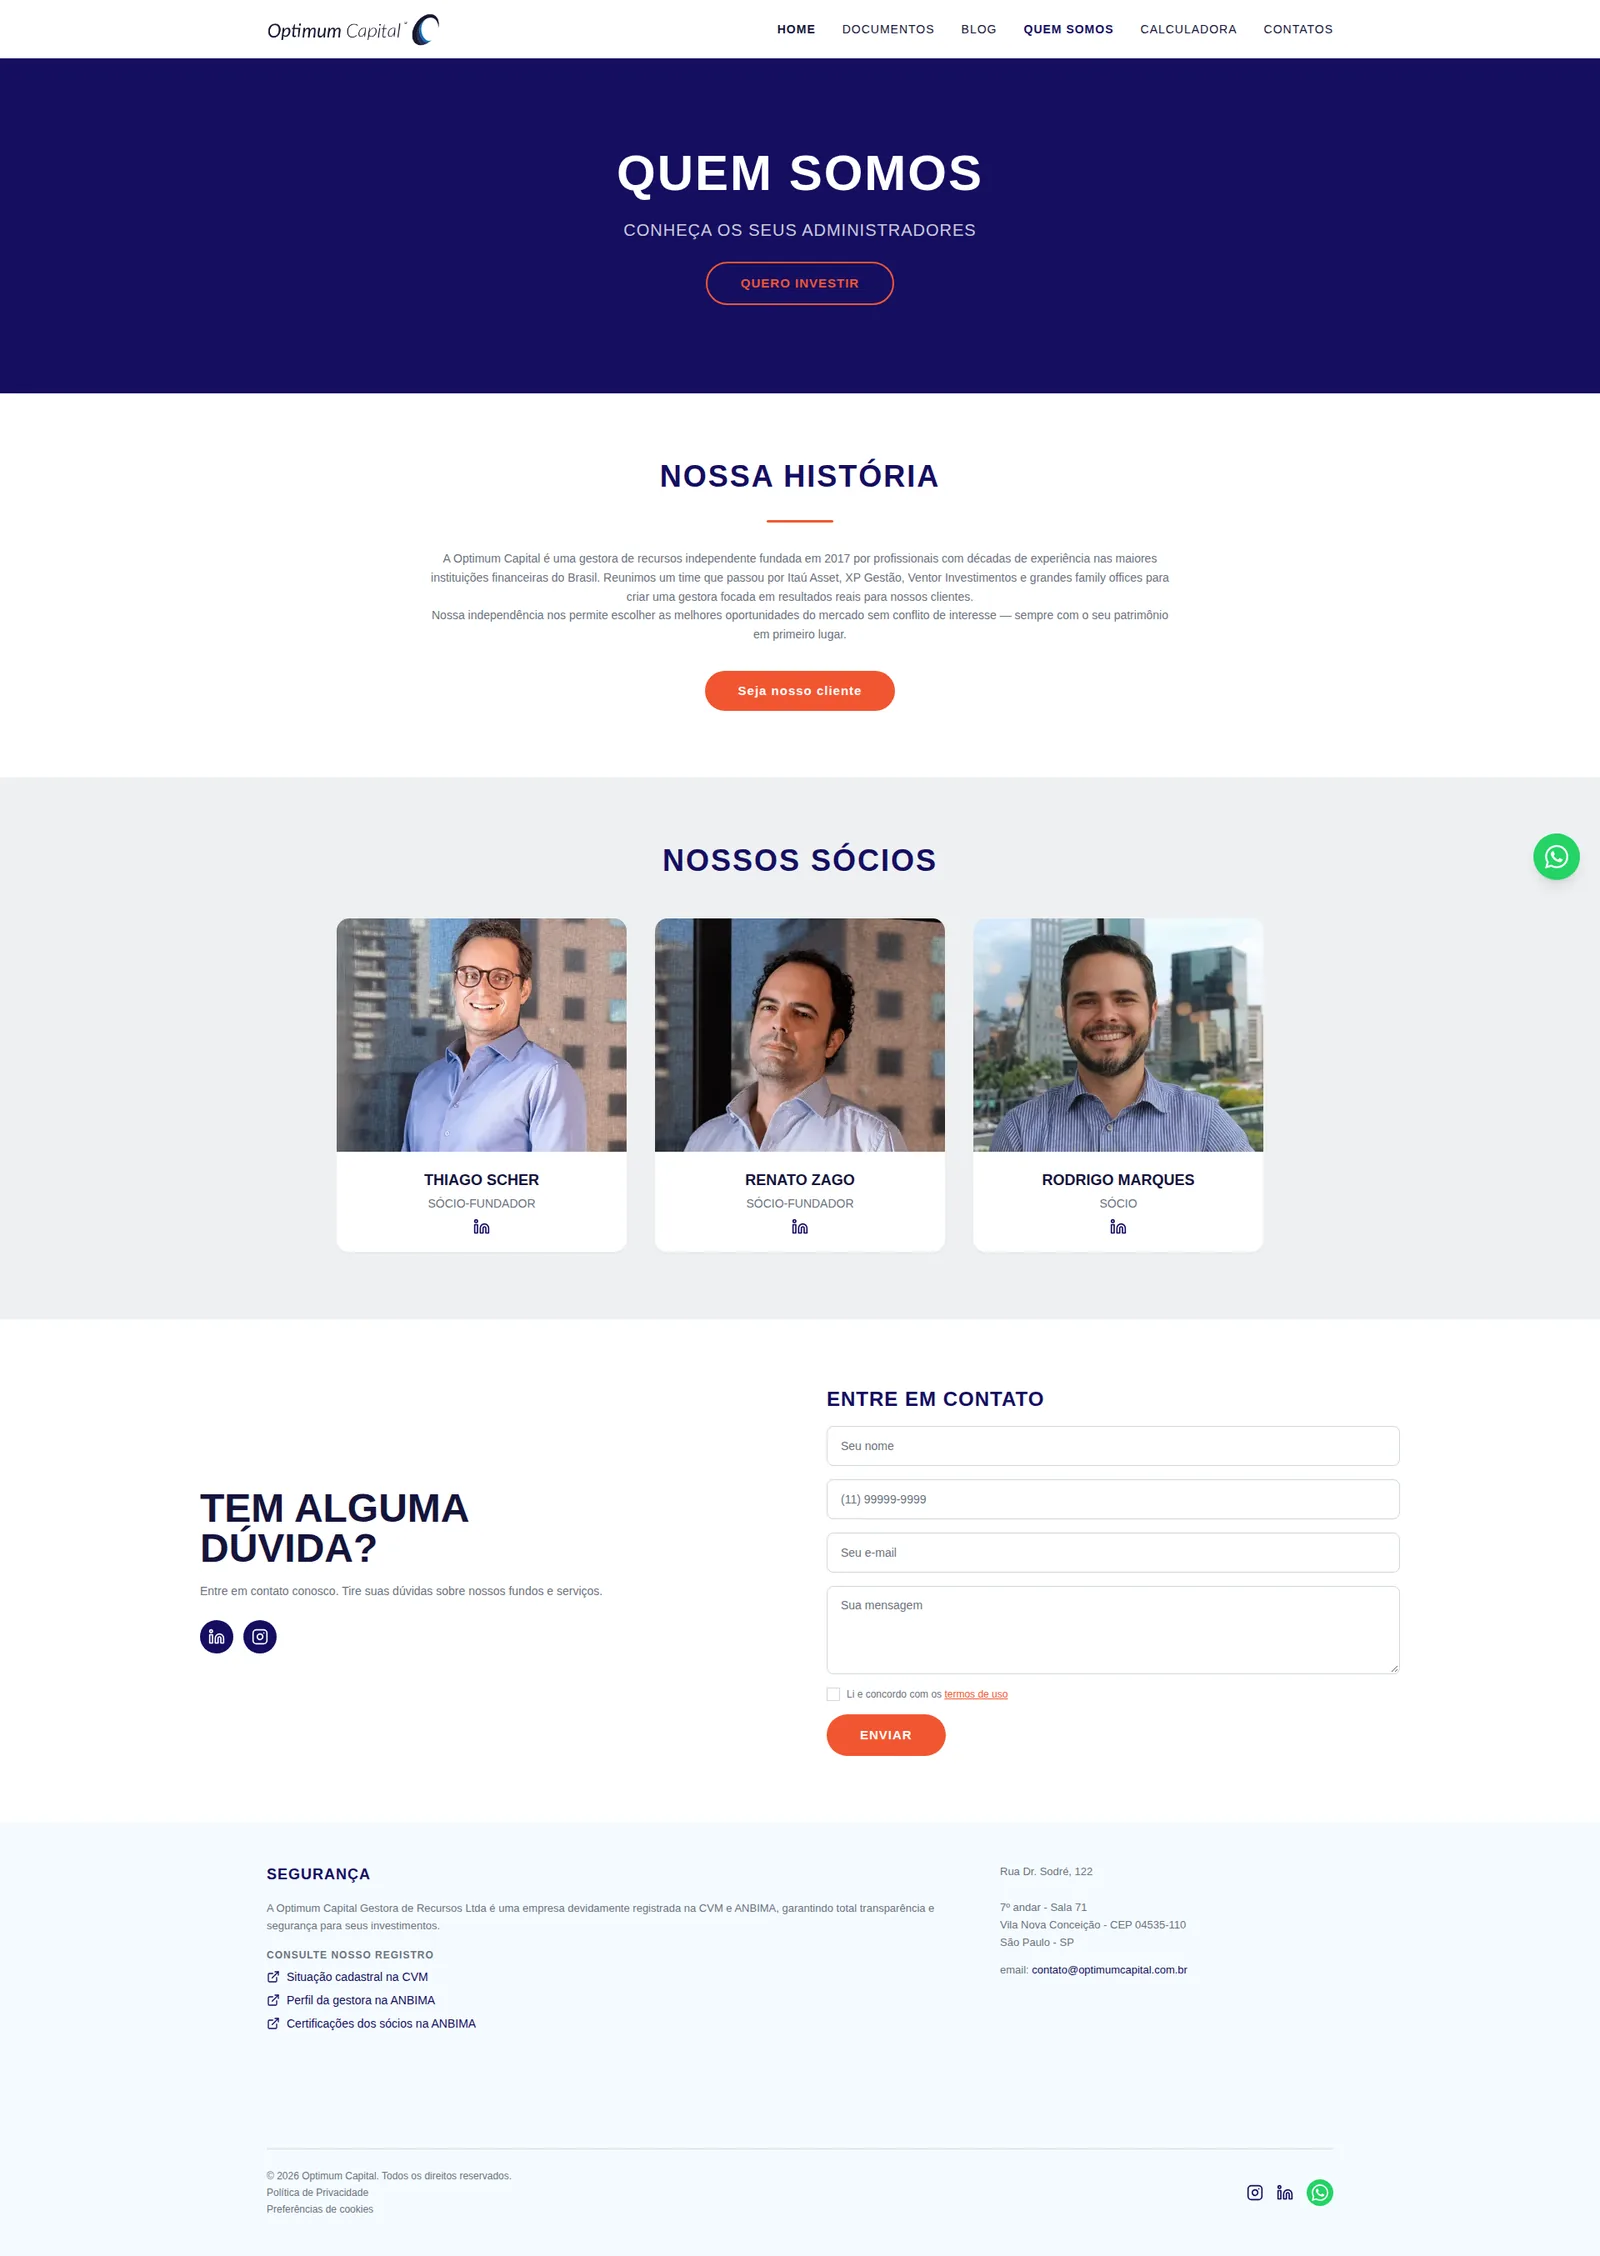 Optimum Capital
HOME
DOCUMENTOS
BLOG
QUEM SOMOS
CALCULADORA
CONTATOS
QUEM SOMOS
CONHEÇA OS SEUS ADMINISTRADORES
QUERO INVESTIR
NOSSA HISTÓRIA
A Optimum Capital é uma gestora de recursos independente fundada em 2017 por profissionais com décadas de experiência nas maiores
instituições financeiras do Brasil. Reunimos um time que passou por Itaú Asset, XP Gestão, Ventor Investimentos e grandes family offices para
criar uma gestora focada em resultados reais para nossos clientes.
Nossa independência nos permite escolher as melhores oportunidades do mercado sem conflito de interesse — sempre com o seu patrimônio
em primeiro lugar.
Seja nosso cliente
NOSSOS SÓCIOS
THIAGO SCHER
SÓCIO-FUNDADOR
RENATO ZAGO
SÓCIO-FUNDADOR
RODRIGO MARQUES
SÓCIO
TEM ALGUMA
DÚVIDA?
Entre em contato conosco. Tire suas dúvidas sobre nossos fundos e serviços.
ENTRE EM CONTATO
Seu nome
(11) 99999-9999
Seu e-mail
Sua mensagem
Li e concordo com os termos de uso
ENVIAR
SEGURANÇA
A Optimum Capital Gestora de Recursos Ltda é uma empresa devidamente registrada na CVM e ANBIMA, garantindo total transparência e
segurança para seus investimentos.
CONSULTE NOSSO REGISTRO
Situação cadastral na CVM
Perfil da gestora na ANBIMA
Certificações dos sócios na ANBIMA
Rua Dr. Sodré, 122
7º andar - Sala 71
Vila Nova Conceição - CEP 04535-110
São Paulo - SP
email: contato@optimumcapital.com.br
© 2026 Optimum Capital. Todos os direitos reservados.
Política de Privacidade
Preferências de cookies